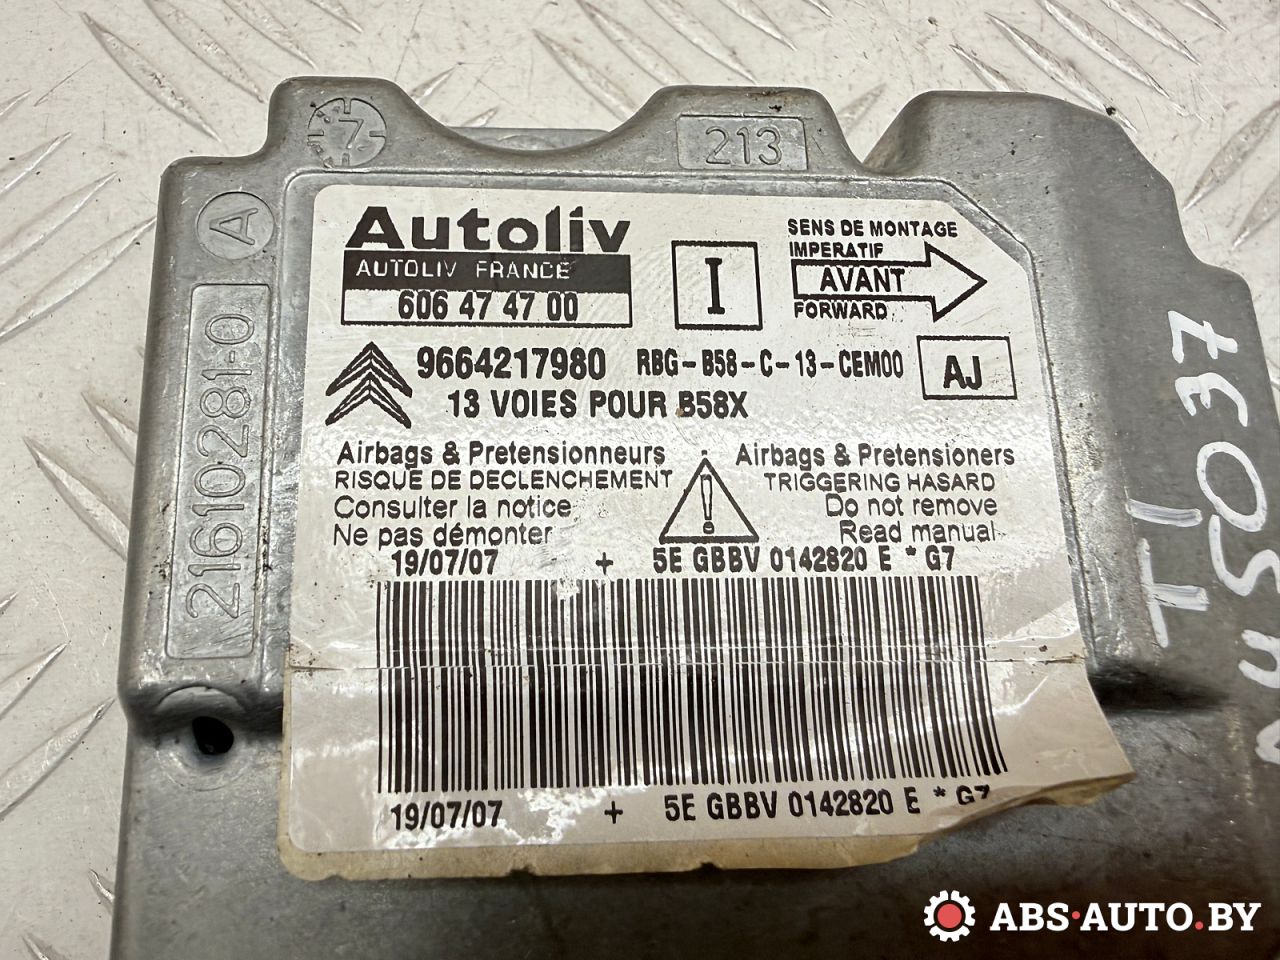 7
213
A
21610281-0
Autoliv
AUTOLIV FRANCE
606 47 47 00
I
SENS DE MONTAGE
IMPERATIF
AVANT
FORWARD
9664217980 RBG-B58-C-13-CEM00
AJ
13 VOIES POUR B58X
Airbags & Pretensionneurs
RISQUE DE DECLENCHEMENT
Consulter la notice
Ne pas démonter
!
Airbags & Pretensioners
TRIGGERING HASARD
Do not remove
Read manual
19/07/07 + 5E GBBV 0142820 E * G7
19/07/07 + 5E GBBV 0142820 E * G7
ABS-AUTO.BY